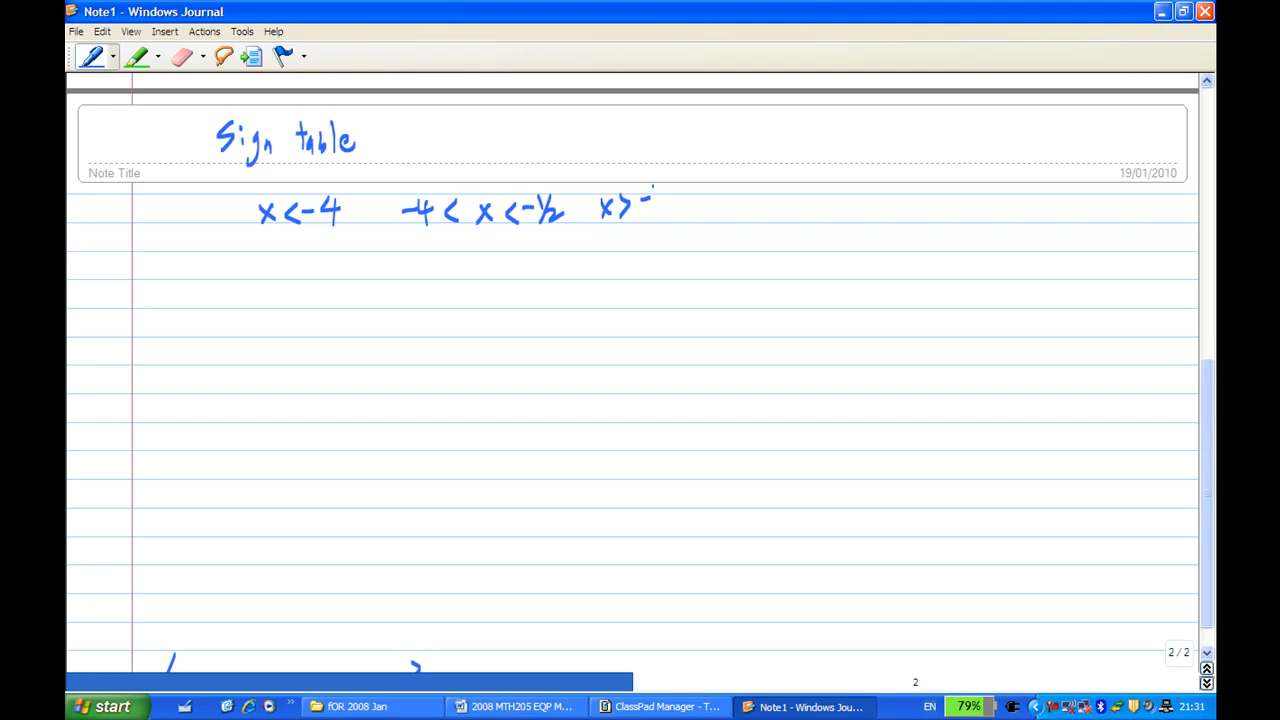 Note1 - Windows Journal
File Edit View Insert Actions Tools Help
Sign table
Note Title
19/01/2010
x < -4 -4 < x < -1/2 x > -
2 / 2
2
start
fOR 2008 Jan
2008 MTH205 EQP M...
ClassPad Manager - T...
Note1 - Windows Jou...
EN
79%
21:31